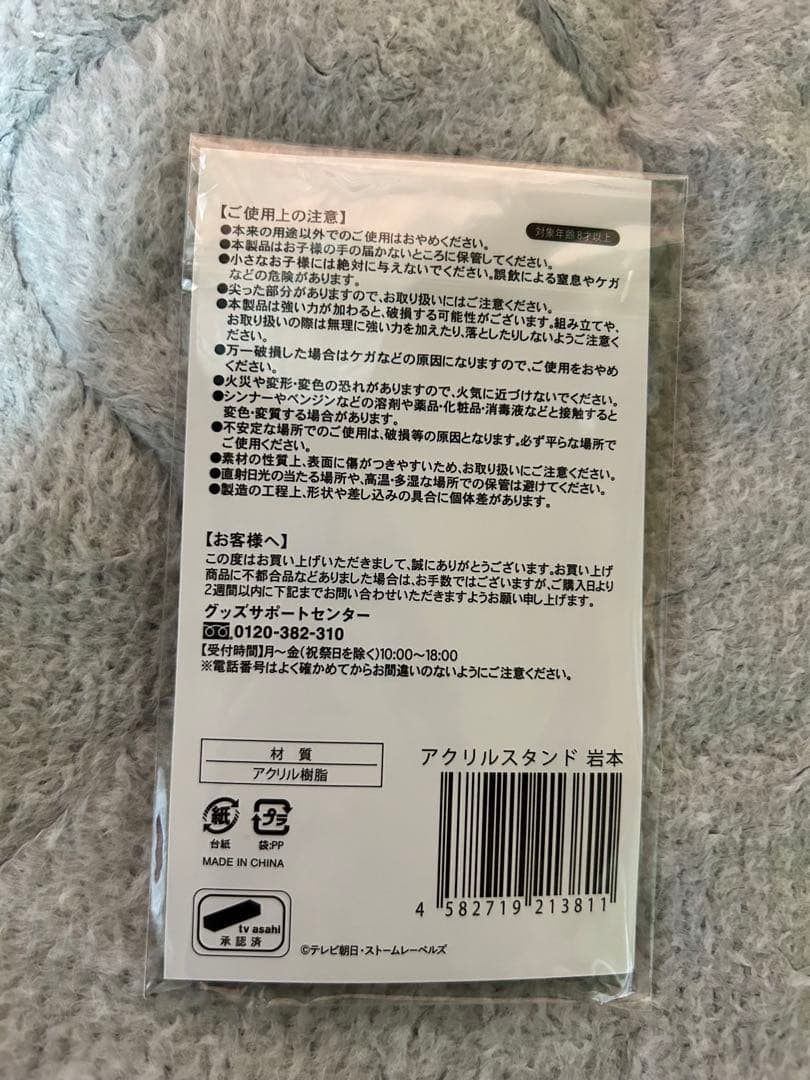 【ご使用上の注意】
対象年齢8才以上
●本来の用途以外でのご使用はおやめください。
●本製品はお子様の手の届かないところに保管してください。
●小さなお子様には絶対に与えないでください。誤飲による窒息やケガ
などの危険があります。
●尖った部分がありますので、お取り扱いにはご注意ください。
●本製品は強い力が加わると、破損する可能性がございます。組み立てや、
お取り扱いの際は無理に強い力を加えたり、落としたりしないようご注意く
ださい。
●万一破損した場合はケガなどの原因になりますので、ご使用をおやめ
ください。
●火災や変形・変色の恐れがありますので、火気に近づけないでください。
●シンナーやベンジンなどの溶剤や薬品・化粧品・消毒液などと接触すると
変色・変質する場合があります。
●不安定な場所でのご使用は、破損等の原因となります。必ず平らな場所で
ご使用ください。
●素材の性質上、表面に傷がつきやすいため、お取り扱いにご注意ください。
●直射日光の当たる場所や、高温・多湿な場所での保管は避けてください。
●製造の工程上、形状や差し込みの具合に個体差があります。
【お客様へ】
この度はお買い上げいただきまして、誠にありがとうございます。お買い上げ
商品に不都合品などありました場合は、お手数ではございますが、ご購入日より
2週間以内に下記までお問い合わせいただきますようお願い申し上げます。
グッズサポートセンター
0120-382-310
【受付時間】月～金(祝祭日を除く)10:00～18:00
※電話番号はよく確かめてからお間違いのないようにご注意ください。
材 質
アクリル樹脂
アクリルスタンド 岩本
紙
プラ
台紙
袋:PP
MADE IN CHINA
4 582719 213811
tv asahi
承認済
©テレビ朝日・ストームレーベルズ